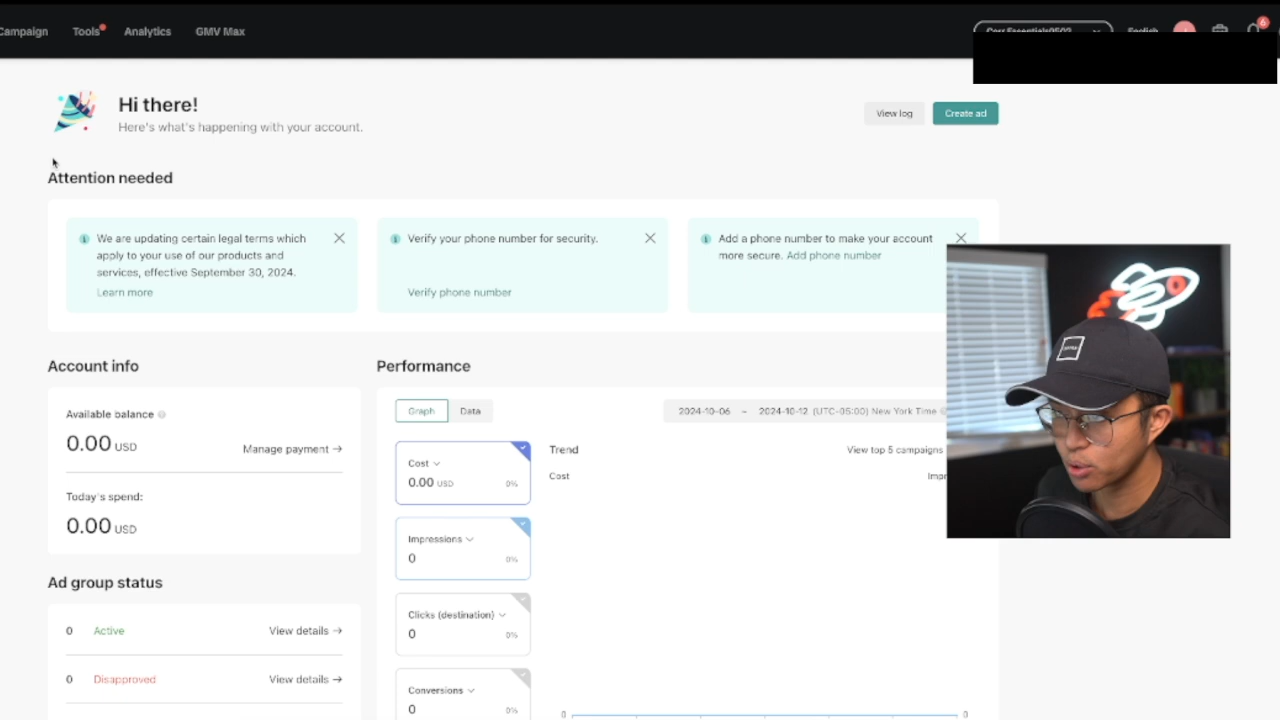 Campaign
Tools
Analytics
GMV Max
English
6
Hi there!
Here's what's happening with your account.
View log
Create ad
Attention needed
We are updating certain legal terms which
apply to your use of our products and
services, effective September 30, 2024.
Learn more
Verify your phone number for security.
Verify phone number
Add a phone number to make your account
more secure. Add phone number
Account info
Available balance
0.00 USD
Manage payment →
Today's spend:
0.00 USD
Ad group status
0 Active View details →
0 Disapproved View details →
Performance
Graph
Data
2024-10-06 ~ 2024-10-12 (UTC-05:00) New York Time
Cost
0.00 USD 0%
Impressions
0 0%
Clicks (destination)
0 0%
Conversions
0 0%
Trend
View top 5 campaigns
Cost
Impr
0
0